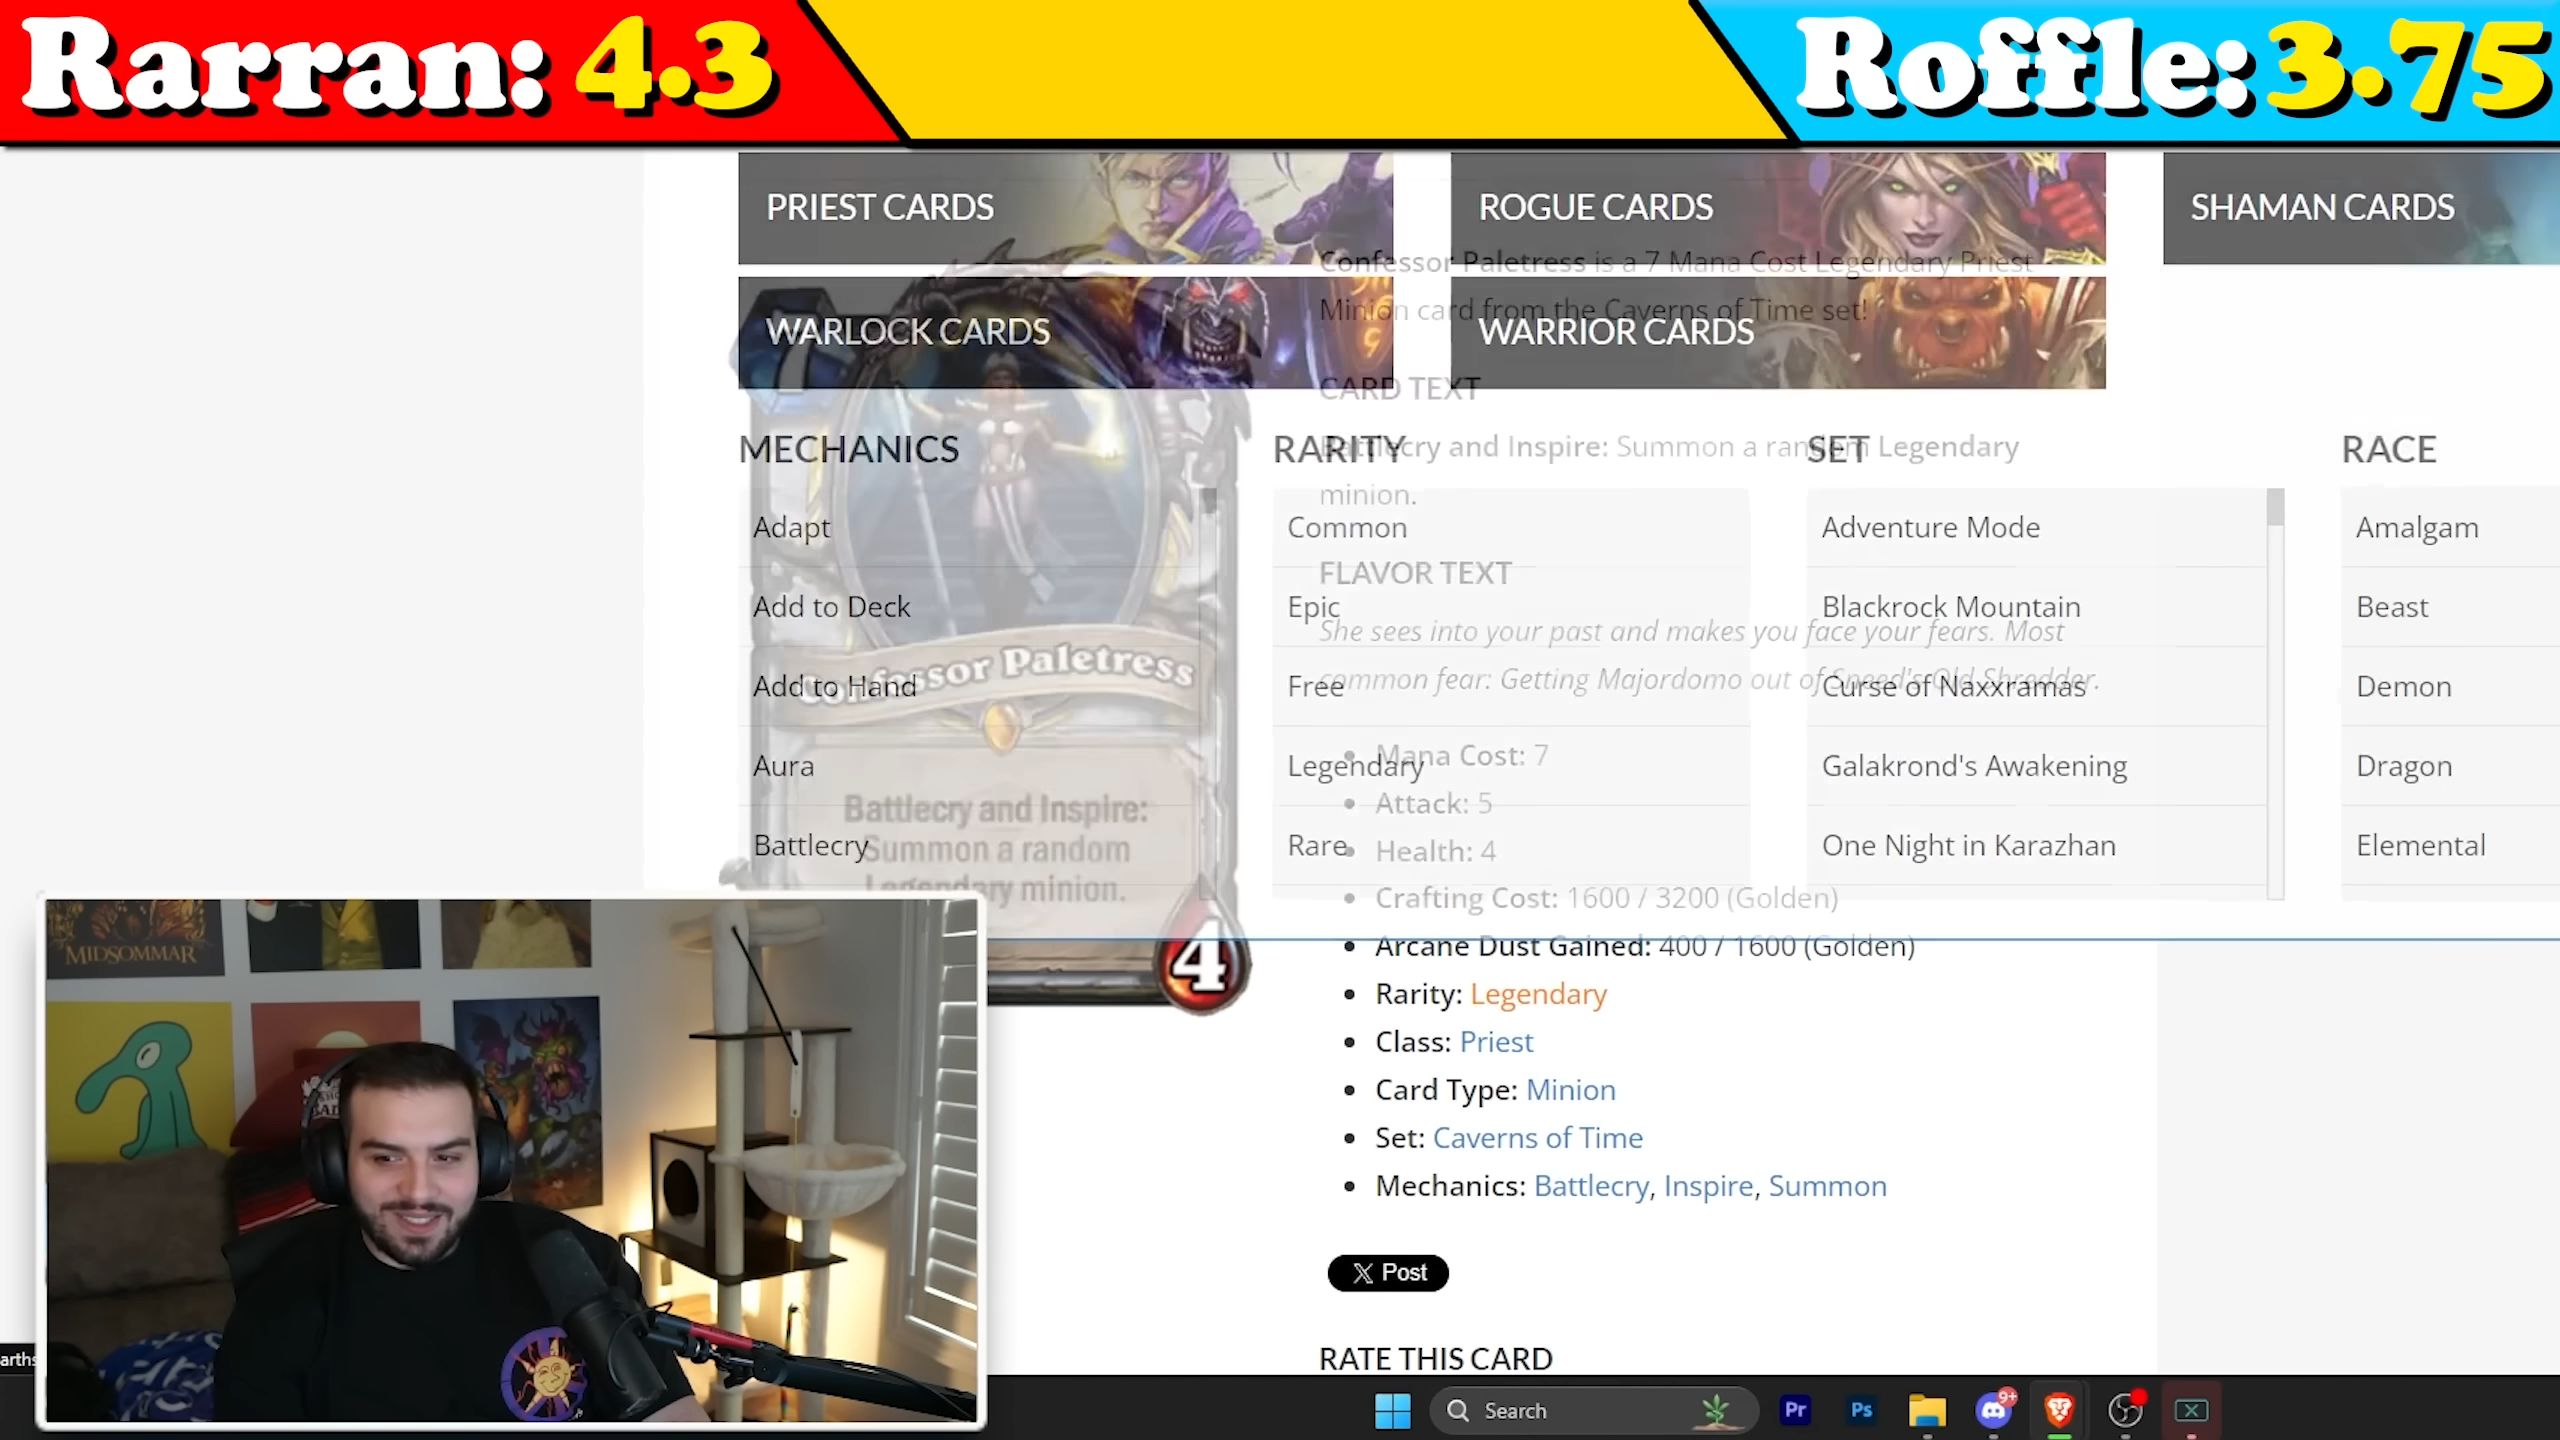 Rarran: 4.3
Roffle: 3.75
PRIEST CARDS
ROGUE CARDS
SHAMAN CARDS
WARLOCK CARDS
WARRIOR CARDS
Confessor Paletress is a 7 Mana Cost Legendary Priest
Minion card from the Caverns of Time set!
CARD TEXT
Battlecry and Inspire: Summon a random Legendary
minion.
FLAVOR TEXT
She sees into your past and makes you face your fears. Most
common fear: Getting Majordomo out of Sneed's Old Shredder.
Mana Cost: 7
Attack: 5
Health: 4
Crafting Cost: 1600 / 3200 (Golden)
Arcane Dust Gained: 400 / 1600 (Golden)
Rarity: Legendary
Class: Priest
Card Type: Minion
Set: Caverns of Time
Mechanics: Battlecry, Inspire, Summon
MECHANICS
Adapt
Add to Deck
Add to Hand
Aura
Battlecry
RARITY
Common
Epic
Free
Legendary
Rare
SET
Adventure Mode
Blackrock Mountain
Curse of Naxxramas
Galakrond's Awakening
One Night in Karazhan
RACE
Amalgam
Beast
Demon
Dragon
Elemental
Confessor Paletress
Battlecry and Inspire:
Summon a random
Legendary minion.
4
MIDSOMMAR
Post
RATE THIS CARD
arths
Search
Pr
Ps
9+